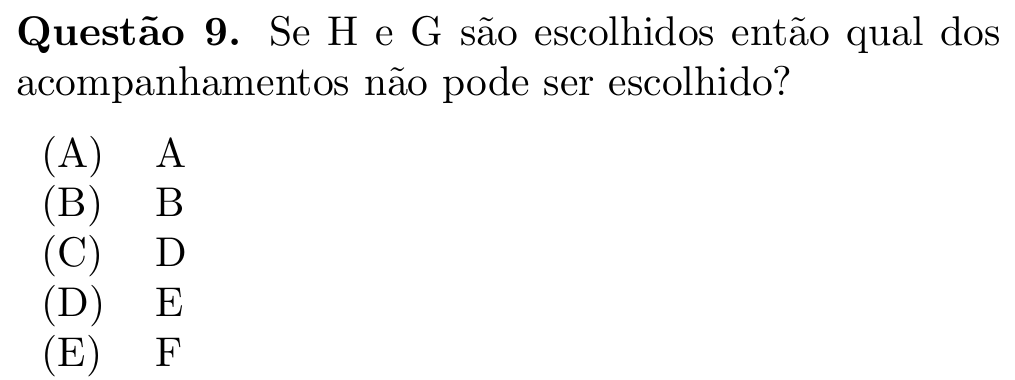 Questão 9. Se H e G são escolhidos então qual dos
acompanhamentos não pode ser escolhido?
(A) A
(B) B
(C) D
(D) E
(E) F